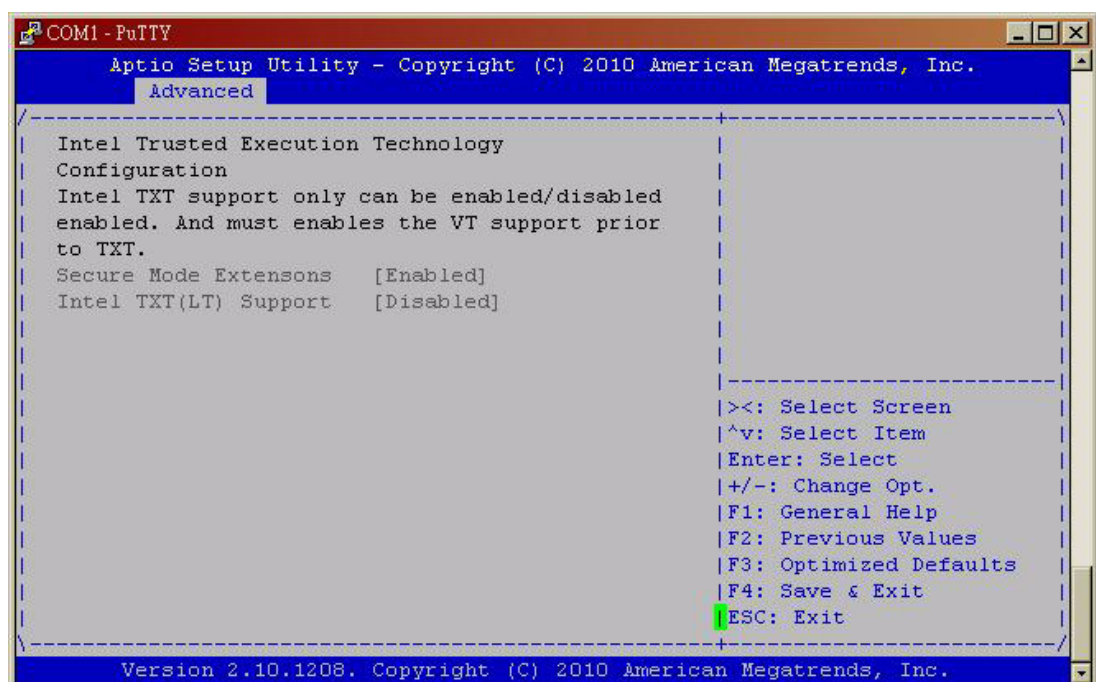 COM1 - PuTTY
Aptio Setup Utility - Copyright (C) 2010 American Megatrends, Inc.
Advanced
Intel Trusted Execution Technology
Configuration
Intel TXT support only can be enabled/disabled
enabled. And must enables the VT support prior
to TXT.
Secure Mode Extensons [Enabled]
Intel TXT(LT) Support [Disabled]
><: Select Screen
^v: Select Item
Enter: Select
+/-: Change Opt.
F1: General Help
F2: Previous Values
F3: Optimized Defaults
F4: Save & Exit
ESC: Exit
Version 2.10.1208. Copyright (C) 2010 American Megatrends, Inc.